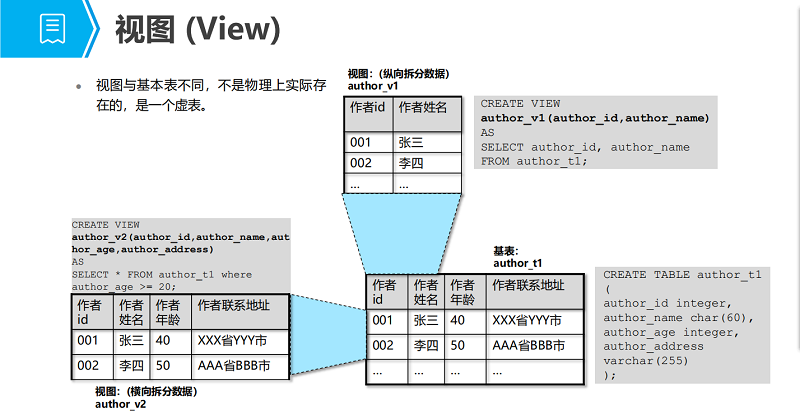 视图 (View)
• 视图与基本表不同，不是物理上实际存
在的，是一个虚表。
视图：(纵向拆分数据)
author_v1
作者id 作者姓名
001 张三
002 李四
... ...
CREATE VIEW
author_v1(author_id,author_name)
AS
SELECT author_id, author_name
FROM author_t1;
CREATE VIEW
author_v2(author_id,author_name,aut
hor_age,author_address)
AS
SELECT * FROM author_t1 where
author_age >= 20;
作者 作者 作者 作者联系地址
id 姓名 年龄
001 张三 40 XXX省YYY市
002 李四 50 AAA省BBB市
视图：(横向拆分数据)
author_v2
基表：
author_t1
作者 作者 作者 作者联系地址
id 姓名 年龄
001 张三 40 XXX省YYY市
002 李四 50 AAA省BBB市
... ... ... ...
CREATE TABLE author_t1
(
author_id integer,
author_name char(60),
author_age integer,
author_address
varchar(255)
);